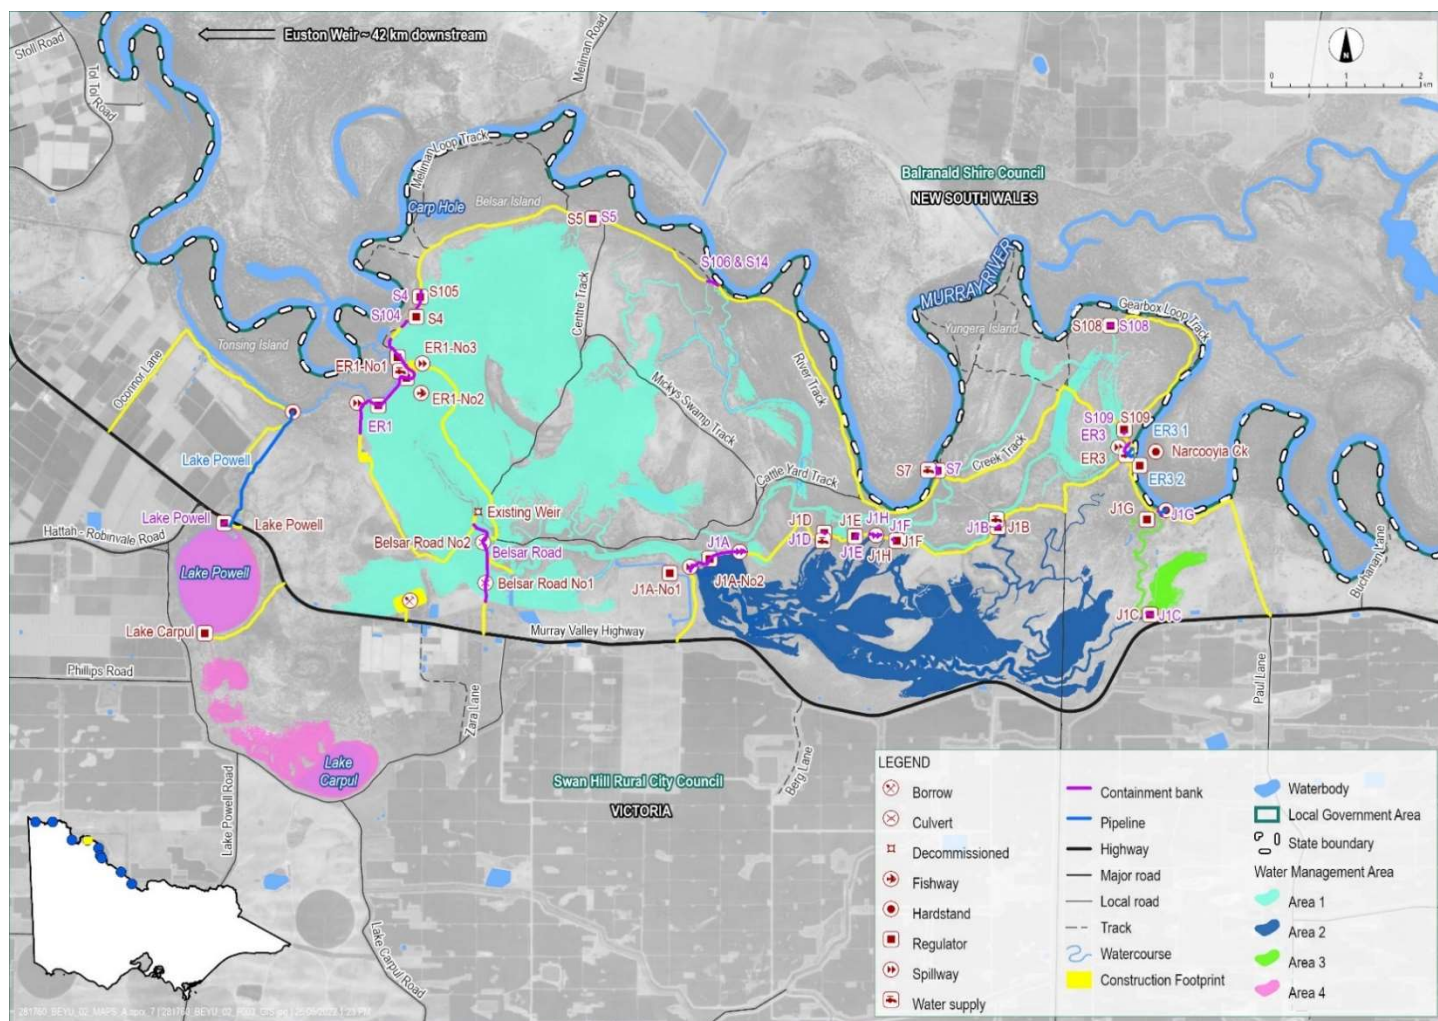 Euston Weir ~ 42 km downstream
Stoll Road
Tol Tol Road
Meilman Road
N
0 1 2
km
Meilman Loop Track
Carp Hole
Belsar Island
Balranald Shire Council
NEW SOUTH WALES
S5 S5
S106 & S14
MURRAY RIVER
Gearbox Loop Track
Yungera Island
S108 S108
S4 S105
S104 S4
Centre Track
Tonsing Island
ER1-No3
ER1-No1
ER1-No2
ER1
Oconnor Lane
River Track
Mickys Swamp Track
S109 S109
ER3 ER3 1
ER3
Narcooyia Ck
ER3 2
Creek Track
Lake Powell
Cattle Yard Track
S7 S7
Existing Weir
Lake Powell
Lake Powell
Hattah - Robinvale Road
Belsar Road No2
Belsar Road
Belsar Road No1
J1D
J1D
J1E
J1E
J1H
J1H
J1F
J1F
J1B J1B
J1G
J1G
J1A
J1A-No1
J1A-No2
Lake Powell
Buchanan Lane
J1C J1C
Lake Carpul
Murray Valley Highway
Phillips Road
Zara Lane
Paul Lane
Lake
Carpul
Berg Lane
Swan Hill Rural City Council
VICTORIA
Lake Powell Road
Lake Carpul Road
LEGEND
Borrow
Culvert
Decommissioned
Fishway
Hardstand
Regulator
Spillway
Water supply
Containment bank
Pipeline
Highway
Major road
Local road
Track
Watercourse
Construction Footprint
Waterbody
Local Government Area
State boundary
Water Management Area
Area 1
Area 2
Area 3
Area 4